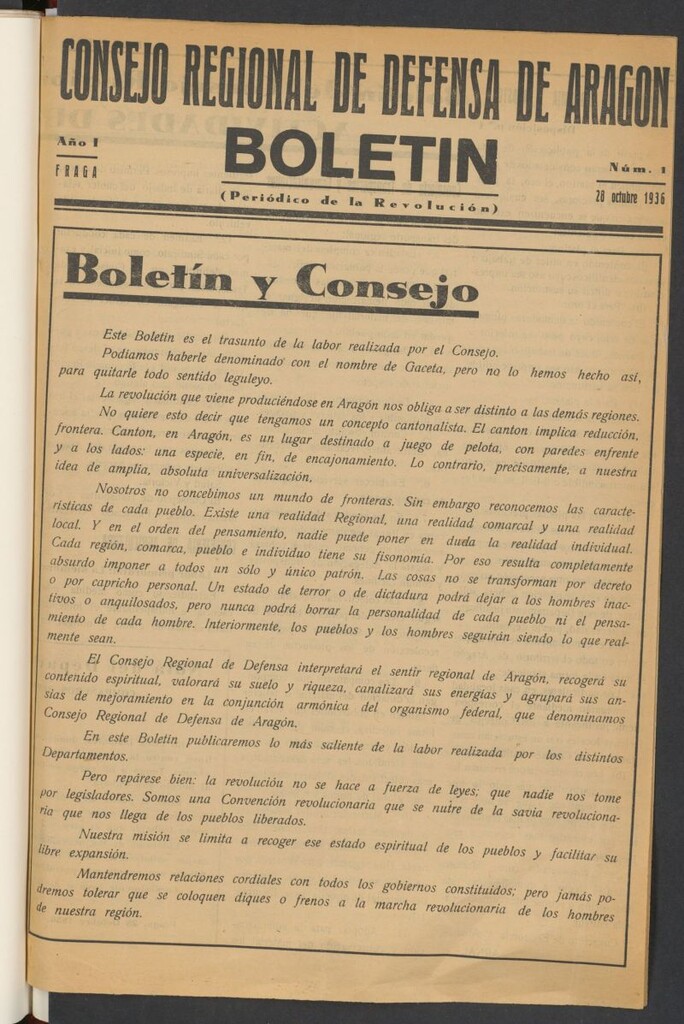 CONSEJO REGIONAL DE DEFENSA DE ARAGON
Año I
BOLETIN
Núm. 1
FRAGA
28 octubre 1936
(Periódico de la Revolución)
Boletín y Consejo
Este Boletin es el trasunto de la labor realizada por el Consejo.
Podiamos haberle denominado con el nombre de Gaceta, pero no lo hemos hecho así,
para quitarle todo sentido leguleyo.
La revolución que viene produciéndose en Aragón nos obliga a ser distinto a las demás regiones.
No quiere esto decir que tengamos un concepto cantonalista. El canton implica reducción,
frontera. Canton, en Aragón, es un lugar destinado a juego de pelota, con paredes enfrente
y a los lados: una especie, en fin, de encajonamiento. Lo contrario, precisamente, a nuestra
idea de amplia, absoluta universalización,
Nosotros no concebimos un mundo de fronteras. Sin embargo reconocemos las caracte-
rísticas de cada pueblo. Existe una realidad Regional, una realidad comarcal y una realidad
local. Y en el orden del pensamiento, nadie puede poner en duda la realidad individual.
Cada región, comarca, pueblo e individuo tiene su fisonomia. Por eso resulta completamente
absurdo imponer a todos un sólo y único patrón. Las cosas no se transforman por decreto
o por capricho personal. Un estado de terror o de dictadura podrá dejar a los hombres inac-
tivos o anquilosados, pero nunca podrá borrar la personalidad de cada pueblo ni el pensa-
miento de cada hombre. Interiormente, los pueblos y los hombres seguirán siendo lo que real-
mente sean.
El Consejo Regional de Defensa interpretará el sentir regional de Aragón, recogerá su
contenido espiritual, valorará su suelo y riqueza, canalizará sus energías y agrupará sus an-
sias de mejoramiento en la conjunción armónica del organismo federal, que denominamos
Consejo Regional de Defensa de Aragón.
En este Boletin publicaremos lo más saliente de la labor realizada por los distintos
Departamentos.
Pero repárese bien: la revolucióu no se hace a fuerza de leyes; que nadie nos tome
por legisladores. Somos una Convención revolucionaria que se nutre de la savia revoluciona-
ria que nos llega de los pueblos liberados.
Nuestra misión se limita a recoger ese estado espiritual de los pueblos y facilitar su
libre expansión.
Mantendremos relaciones cordiales con todos los gobiernos constituidos; pero jamás po-
dremos tolerar que se coloquen diques o frenos a la marcha revolucionaria de los hombres
de nuestra región.